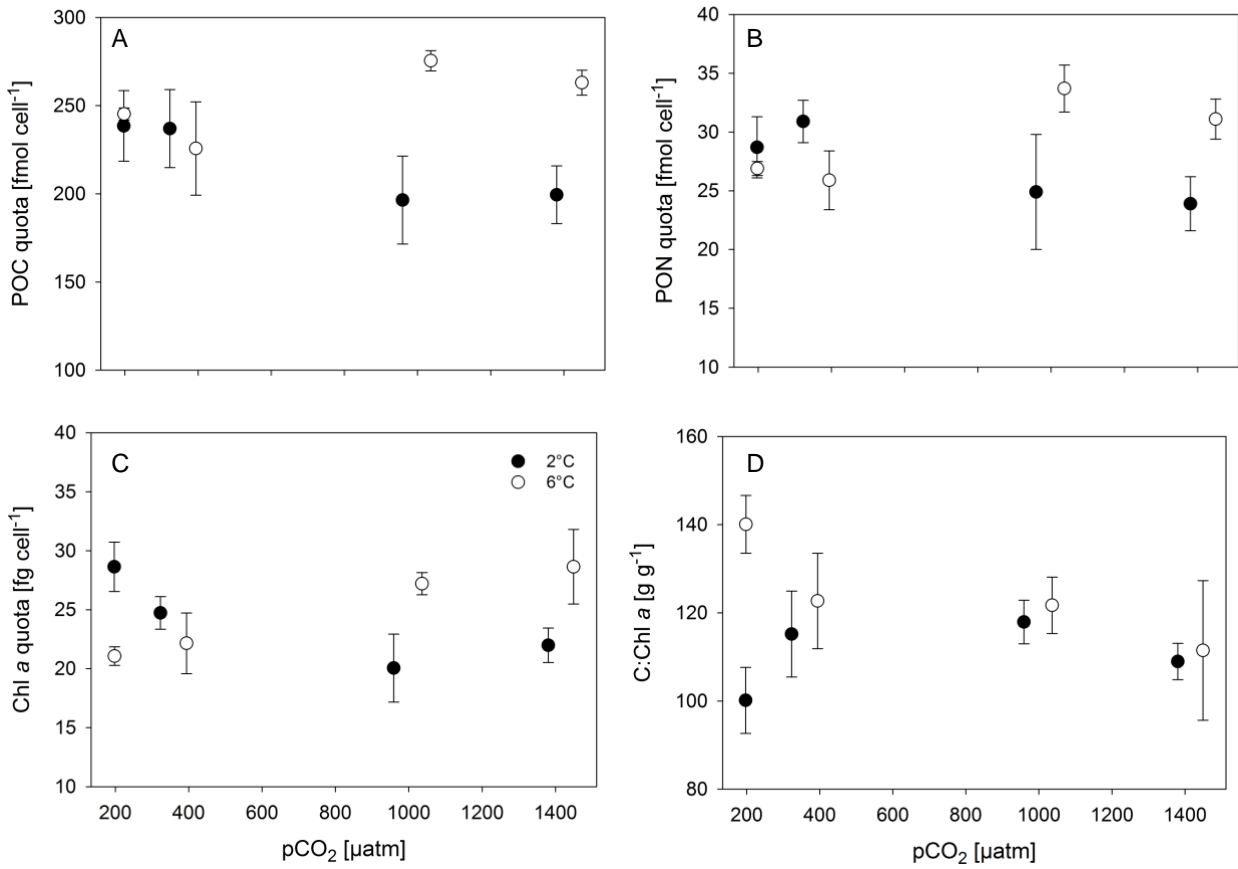 A
300
250
200
150
100
POC quota [fmol cell-1]
B
40
35
30
25
20
15
10
PON quota [fmol cell-1]
C
2°C
6°C
40
35
30
25
20
15
10
Chl a quota [fg cell-1]
200 400 600 800 1000 1200 1400
pCO2 [µatm]
D
160
140
120
100
80
C:Chl a [g g-1]
200 400 600 800 1000 1200 1400
pCO2 [µatm]